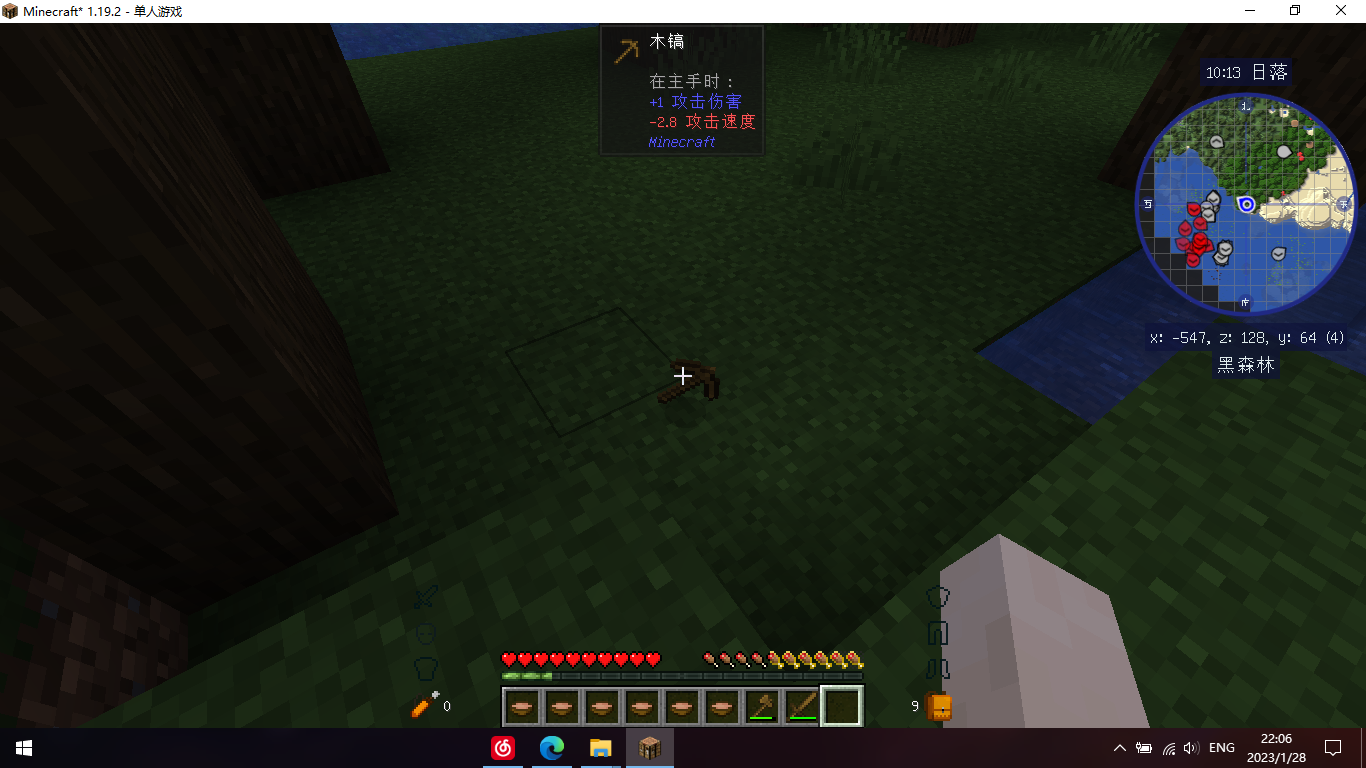 Minecraft* 1.19.2 - 单人游戏
木镐
在主手时：
+1 攻击伤害
-2.8 攻击速度
Minecraft
10:13 日落
北
东
x: -547, z: 128, y: 64 (4)
黑森林
0
9
ENG
22:06
2023/1/28